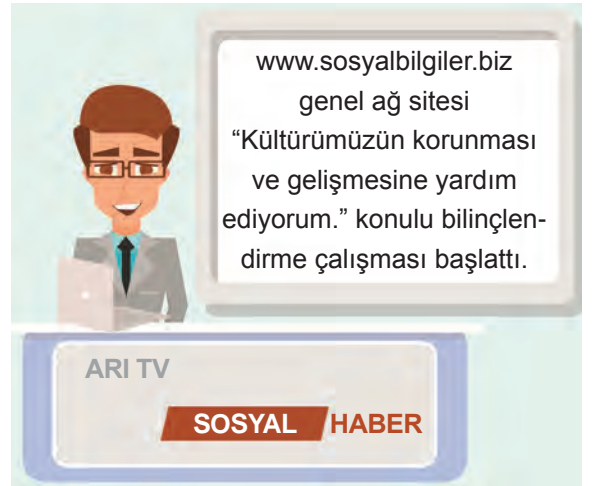 www.sosyalbilgiler.biz
genel ağ sitesi
“Kültürümüzün korunması
ve gelişmesine yardım
ediyorum.” konulu bilinçlen-
dirme çalışması başlattı.
ARI TV
SOSYAL HABER